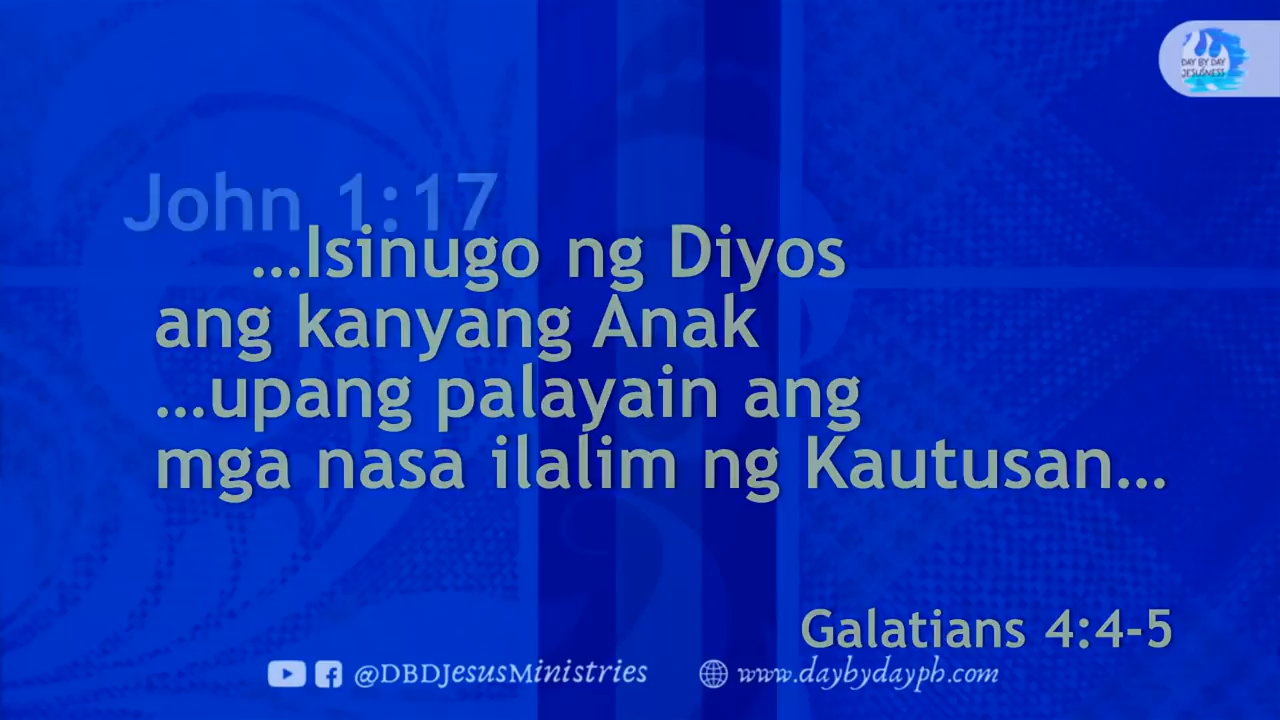 DAY BY DAY
JESUSNESS
John 1:17
...Isinugo ng Diyos
ang kanyang Anak
...upang palayain ang
mga nasa ilalim ng Kautusan...
Galatians 4:4-5
@DBDJesusMinistries
www.daybydayph.com